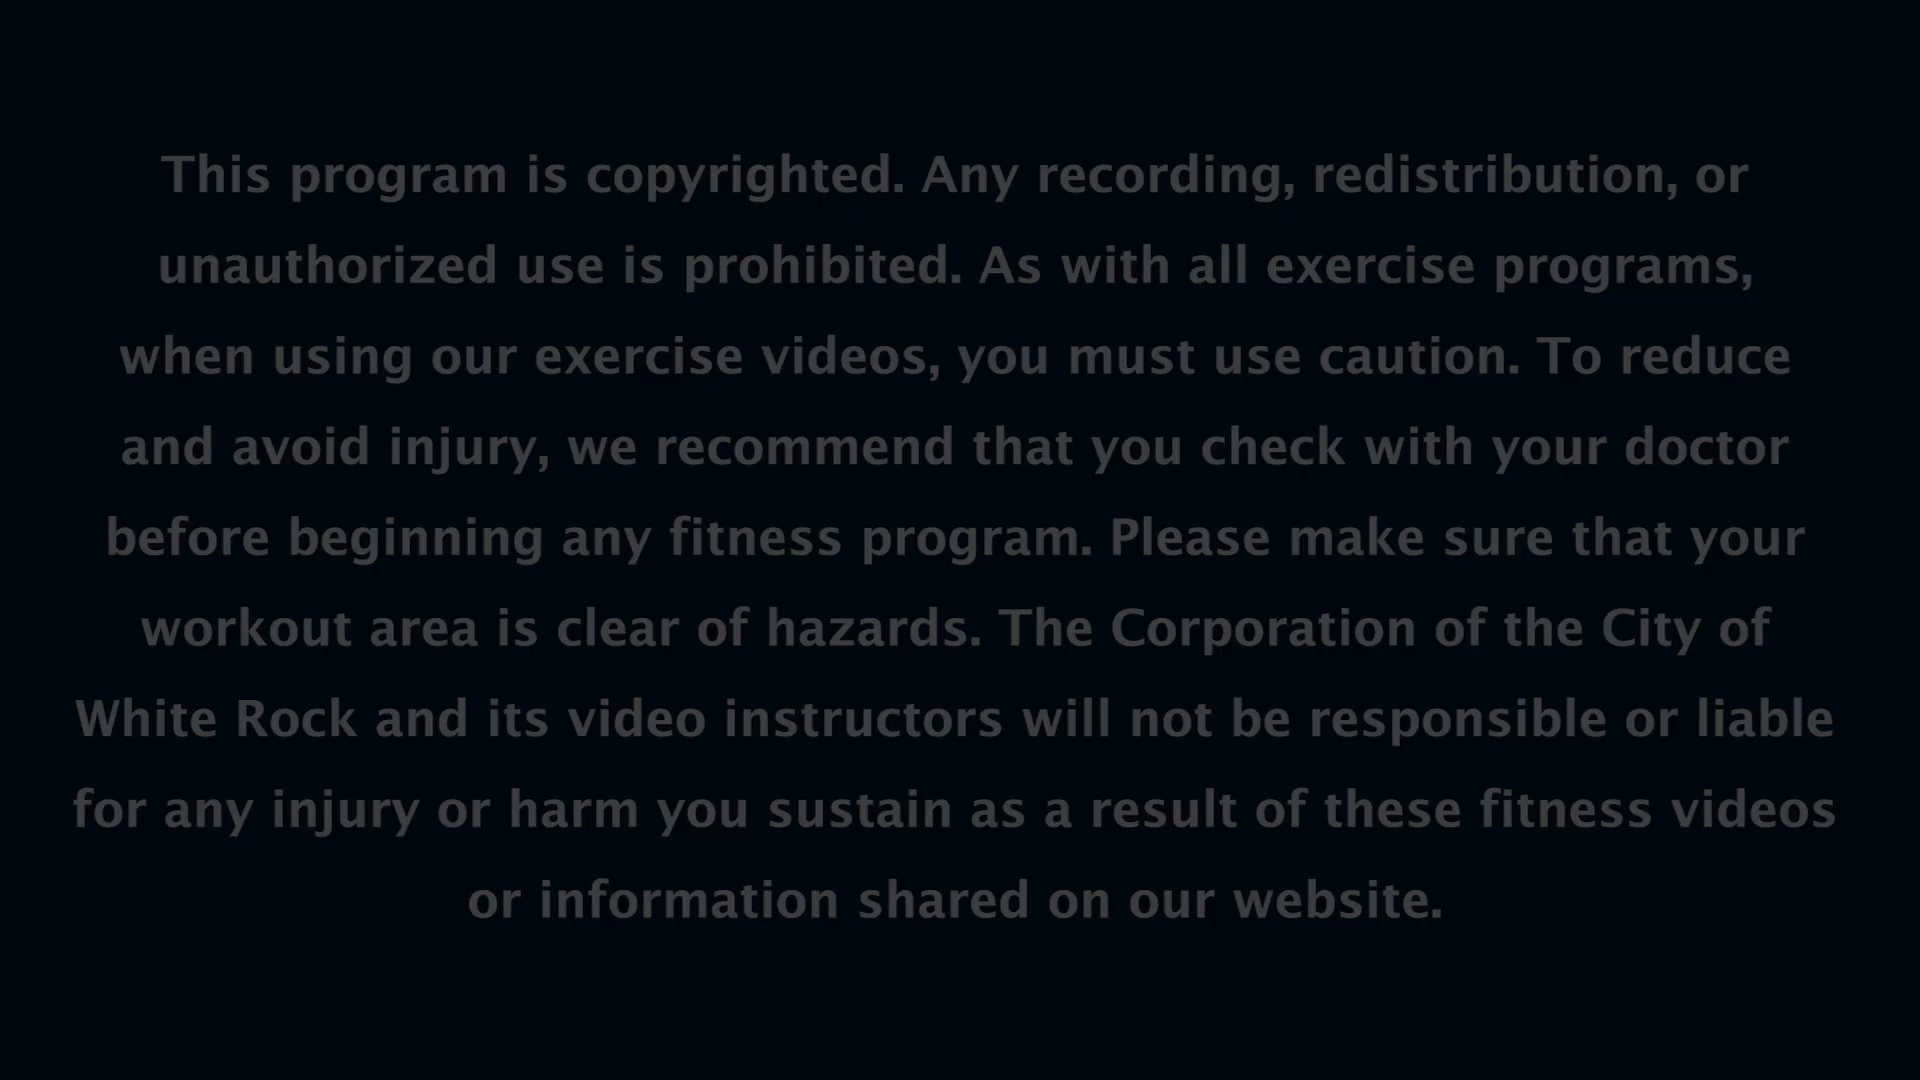 This program is copyrighted. Any recording, redistribution, or
unauthorized use is prohibited. As with all exercise programs,
when using our exercise videos, you must use caution. To reduce
and avoid injury, we recommend that you check with your doctor
before beginning any fitness program. Please make sure that your
workout area is clear of hazards. The Corporation of the City of
White Rock and its video instructors will not be responsible or liable
for any injury or harm you sustain as a result of these fitness videos
or information shared on our website.